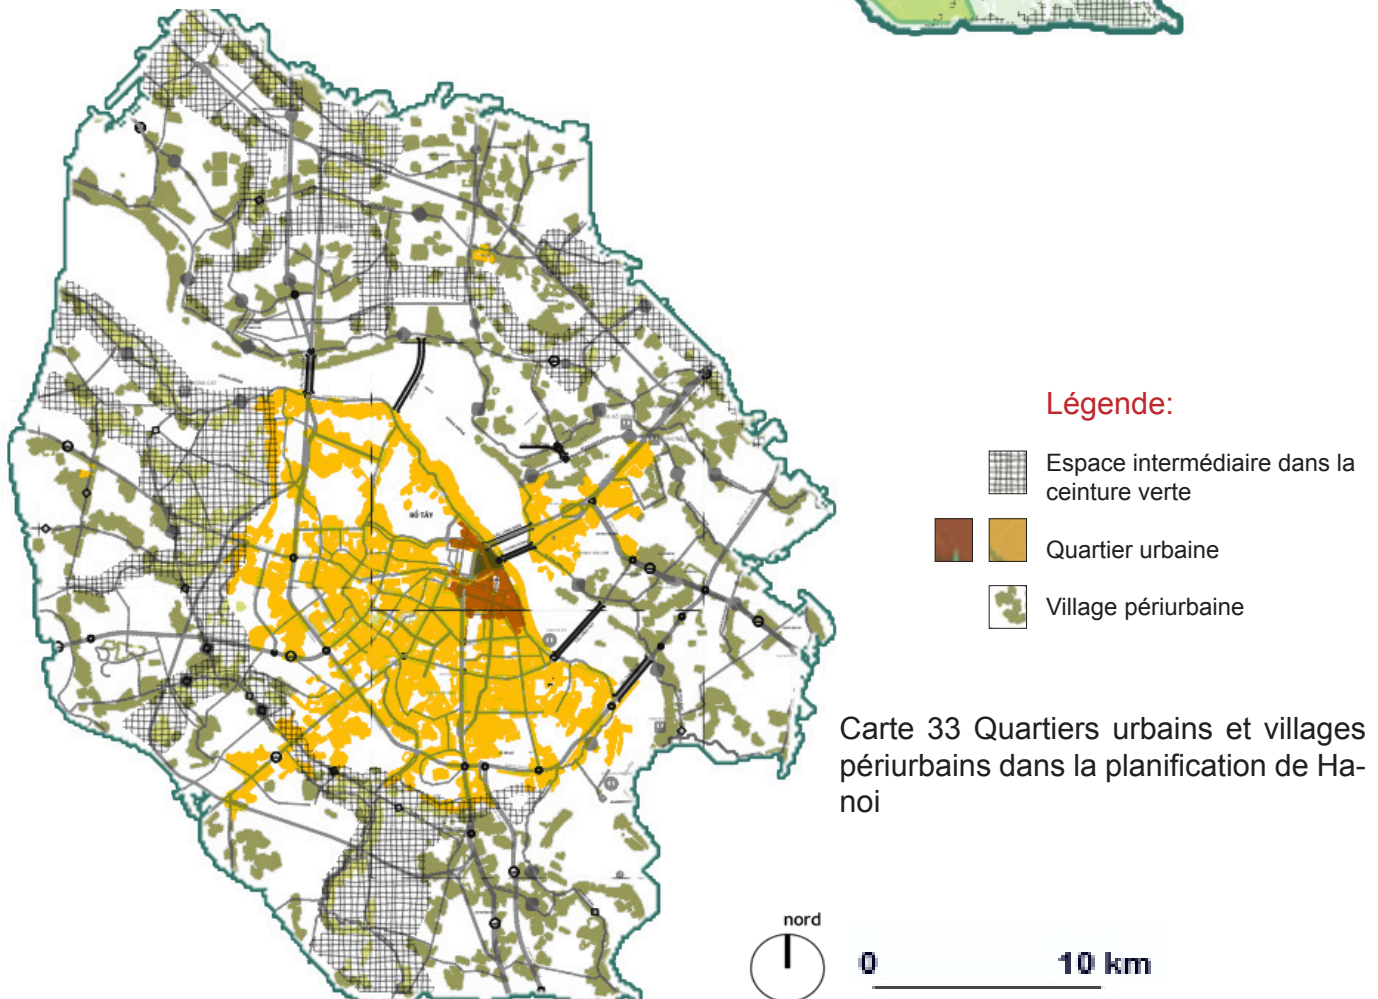 HỒ TÂY
Légende:
Espace intermédiaire dans la
ceinture verte
Quartier urbaine
Village périurbaine
Carte 33 Quartiers urbains et villages
périurbains dans la planification de Ha-
noi
nord
0 10 km